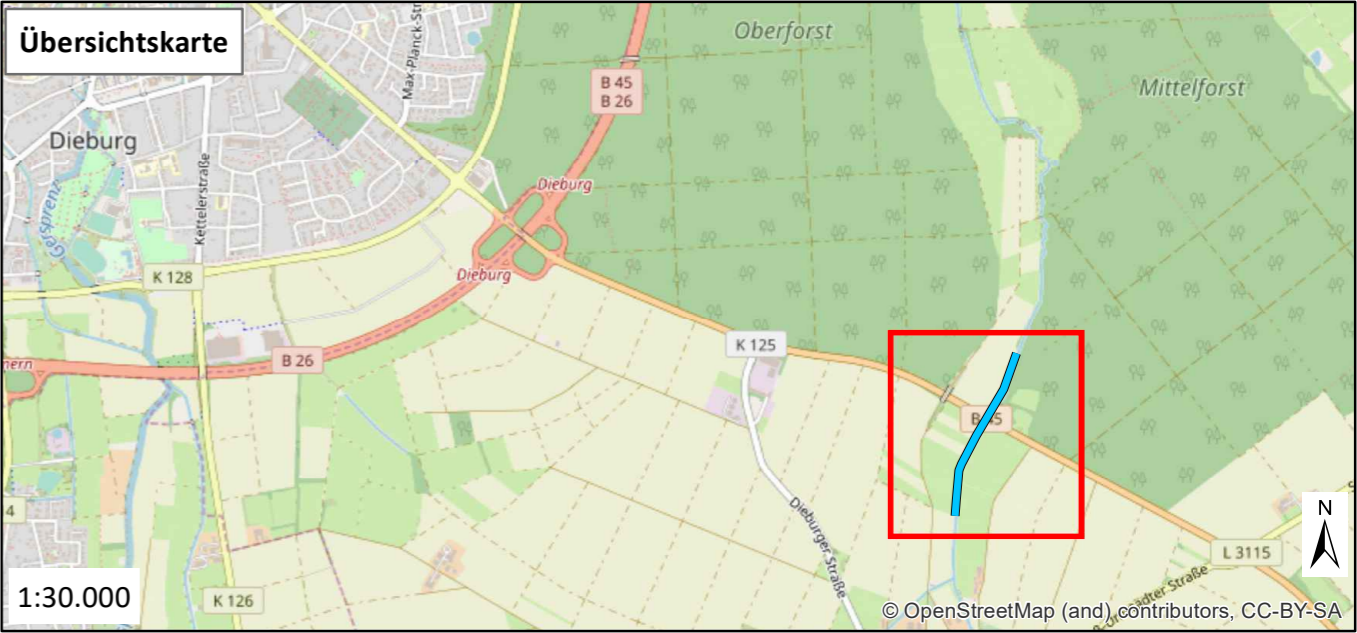 Übersichtskarte
Max-Planck-Str
Oberforst
Mittelforst
B 45
B 26
Dieburg
Gersprenz
Kettelerstraße
Dieburg
Dieburg
K 128
K 125
B 26
B 45
Dieburger Straße
L 3115
N
4
K 126
1:30.000
© OpenStreetMap (and) contributors, CC-BY-SA